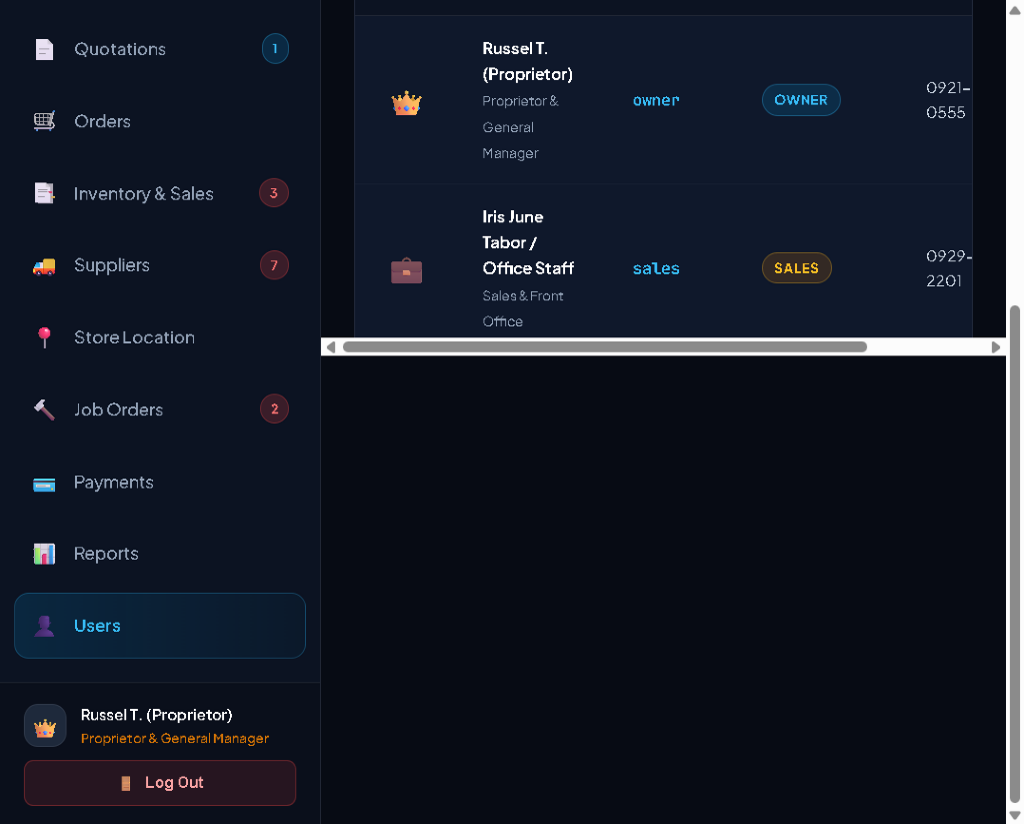 Quotations
1
Orders
Inventory & Sales
3
Suppliers
7
Store Location
Job Orders
2
Payments
Reports
Users
Russel T. (Proprietor)
Proprietor & General Manager
Log Out
Russel T.
(Proprietor)
Proprietor &
General
Manager
owner
OWNER
0921-
0555
Iris June
Tabor /
Office Staff
Sales & Front
Office
sales
SALES
0929-
2201